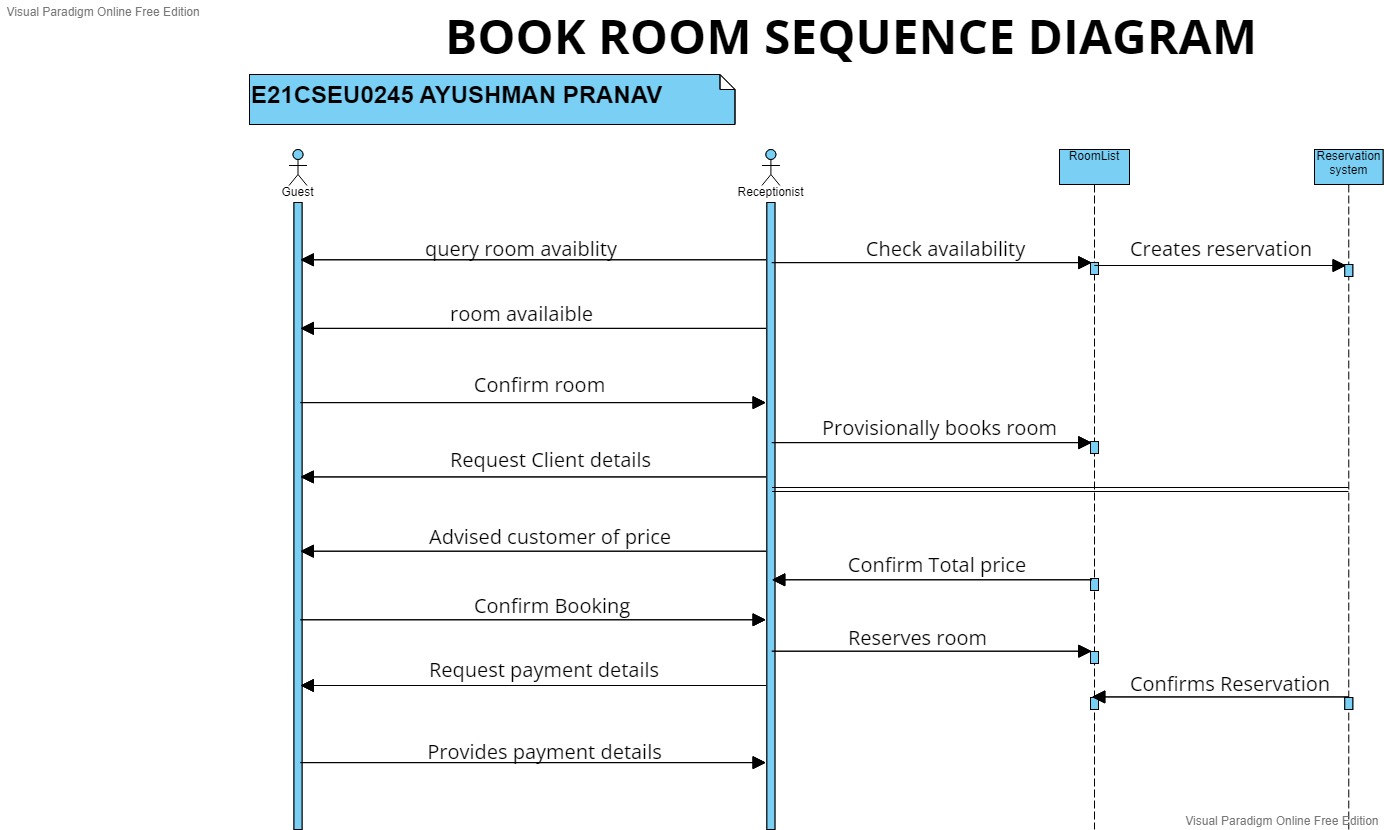 Visual Paradigm Online Free Edition
BOOK ROOM SEQUENCE DIAGRAM
E21CSEU0245 AYUSHMAN PRANAV
Guest
Receptionist
RoomList
Reservation
system
query room avaiblity
Check availability
Creates reservation
room availaible
Confirm room
Provisionally books room
Request Client details
Advised customer of price
Confirm Total price
Confirm Booking
Reserves room
Request payment details
Confirms Reservation
Provides payment details
Visual Paradigm Online Free Edition